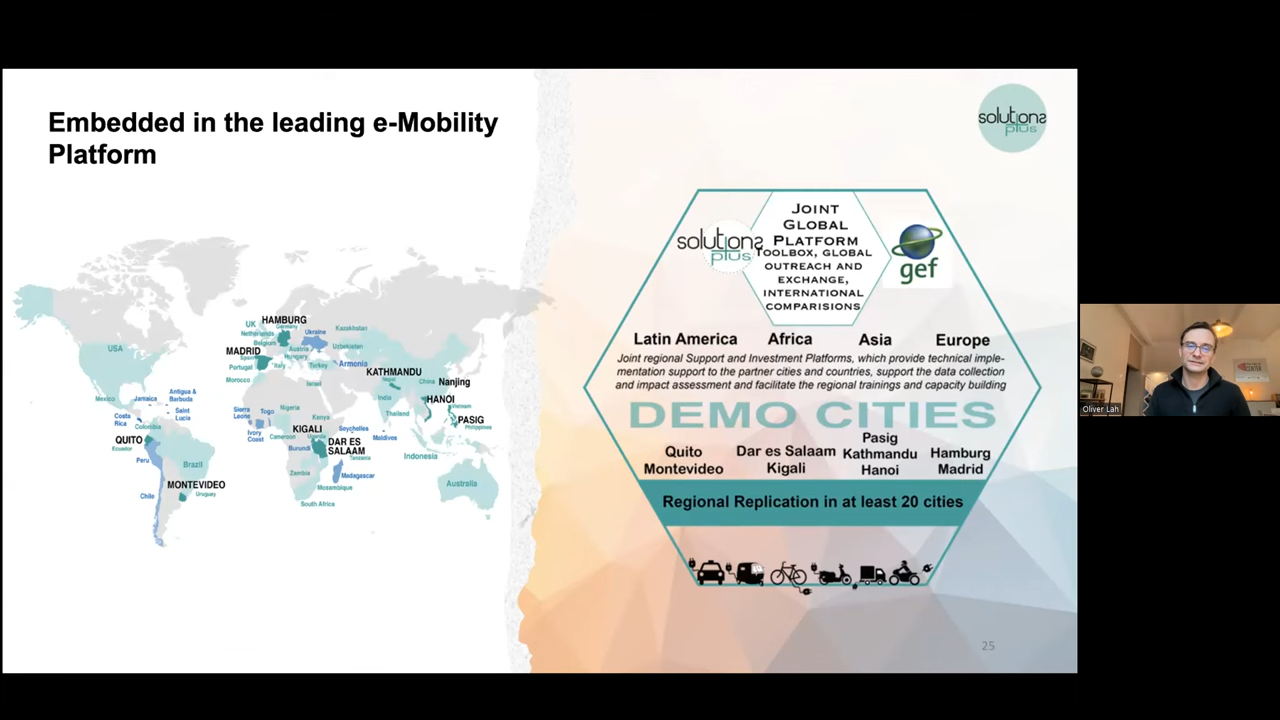 Embedded in the leading e-Mobility
Platform
solutions
plus
USA
Mexico
Jamaica
Antigua &
Barbuda
Saint
Lucia
Costa
Rica
Colombia
QUITO
Ecuador
Peru
Brazil
MONTEVIDEO
Uruguay
Chile
HAMBURG
UK
Germany
Netherlands
Belgium
Ukraine
Kazakhstan
MADRID
Spain
Austria
Hungary
Uzbekistan
Portugal
Italy
Turkey
Armonia
Morocco
Israel
KATHMANDU
Nepal
China
Nanjing
India
HANOI
Vietnam
Thailand
PASIG
Philippines
Sierra
Leone
Togo
Nigeria
Kenya
Ivory
Coast
Cameroon
KIGALI
Uganda
Seychelles
Maldives
Burundi
DAR ES
SALAAM
Tanzania
Indonesia
Zambia
Madagascar
Mozambique
South Africa
Australia
solutions
plus
JOINT
GLOBAL
PLATFORM
TOOLBOX, GLOBAL
OUTREACH AND
EXCHANGE,
INTERNATIONAL
COMPARISIONS
gef
Latin America Africa Asia Europe
Joint regional Support and Investment Platforms, which provide technical imple-
mentation support to the partner cities and countries, support the data collection
and impact assessment and facilitate the regional trainings and capacity building
DEMO CITIES
Quito
Montevideo
Dar es Salaam
Kigali
Pasig
Kathmandu
Hanoi
Hamburg
Madrid
Regional Replication in at least 20 cities
25
Oliver Lah